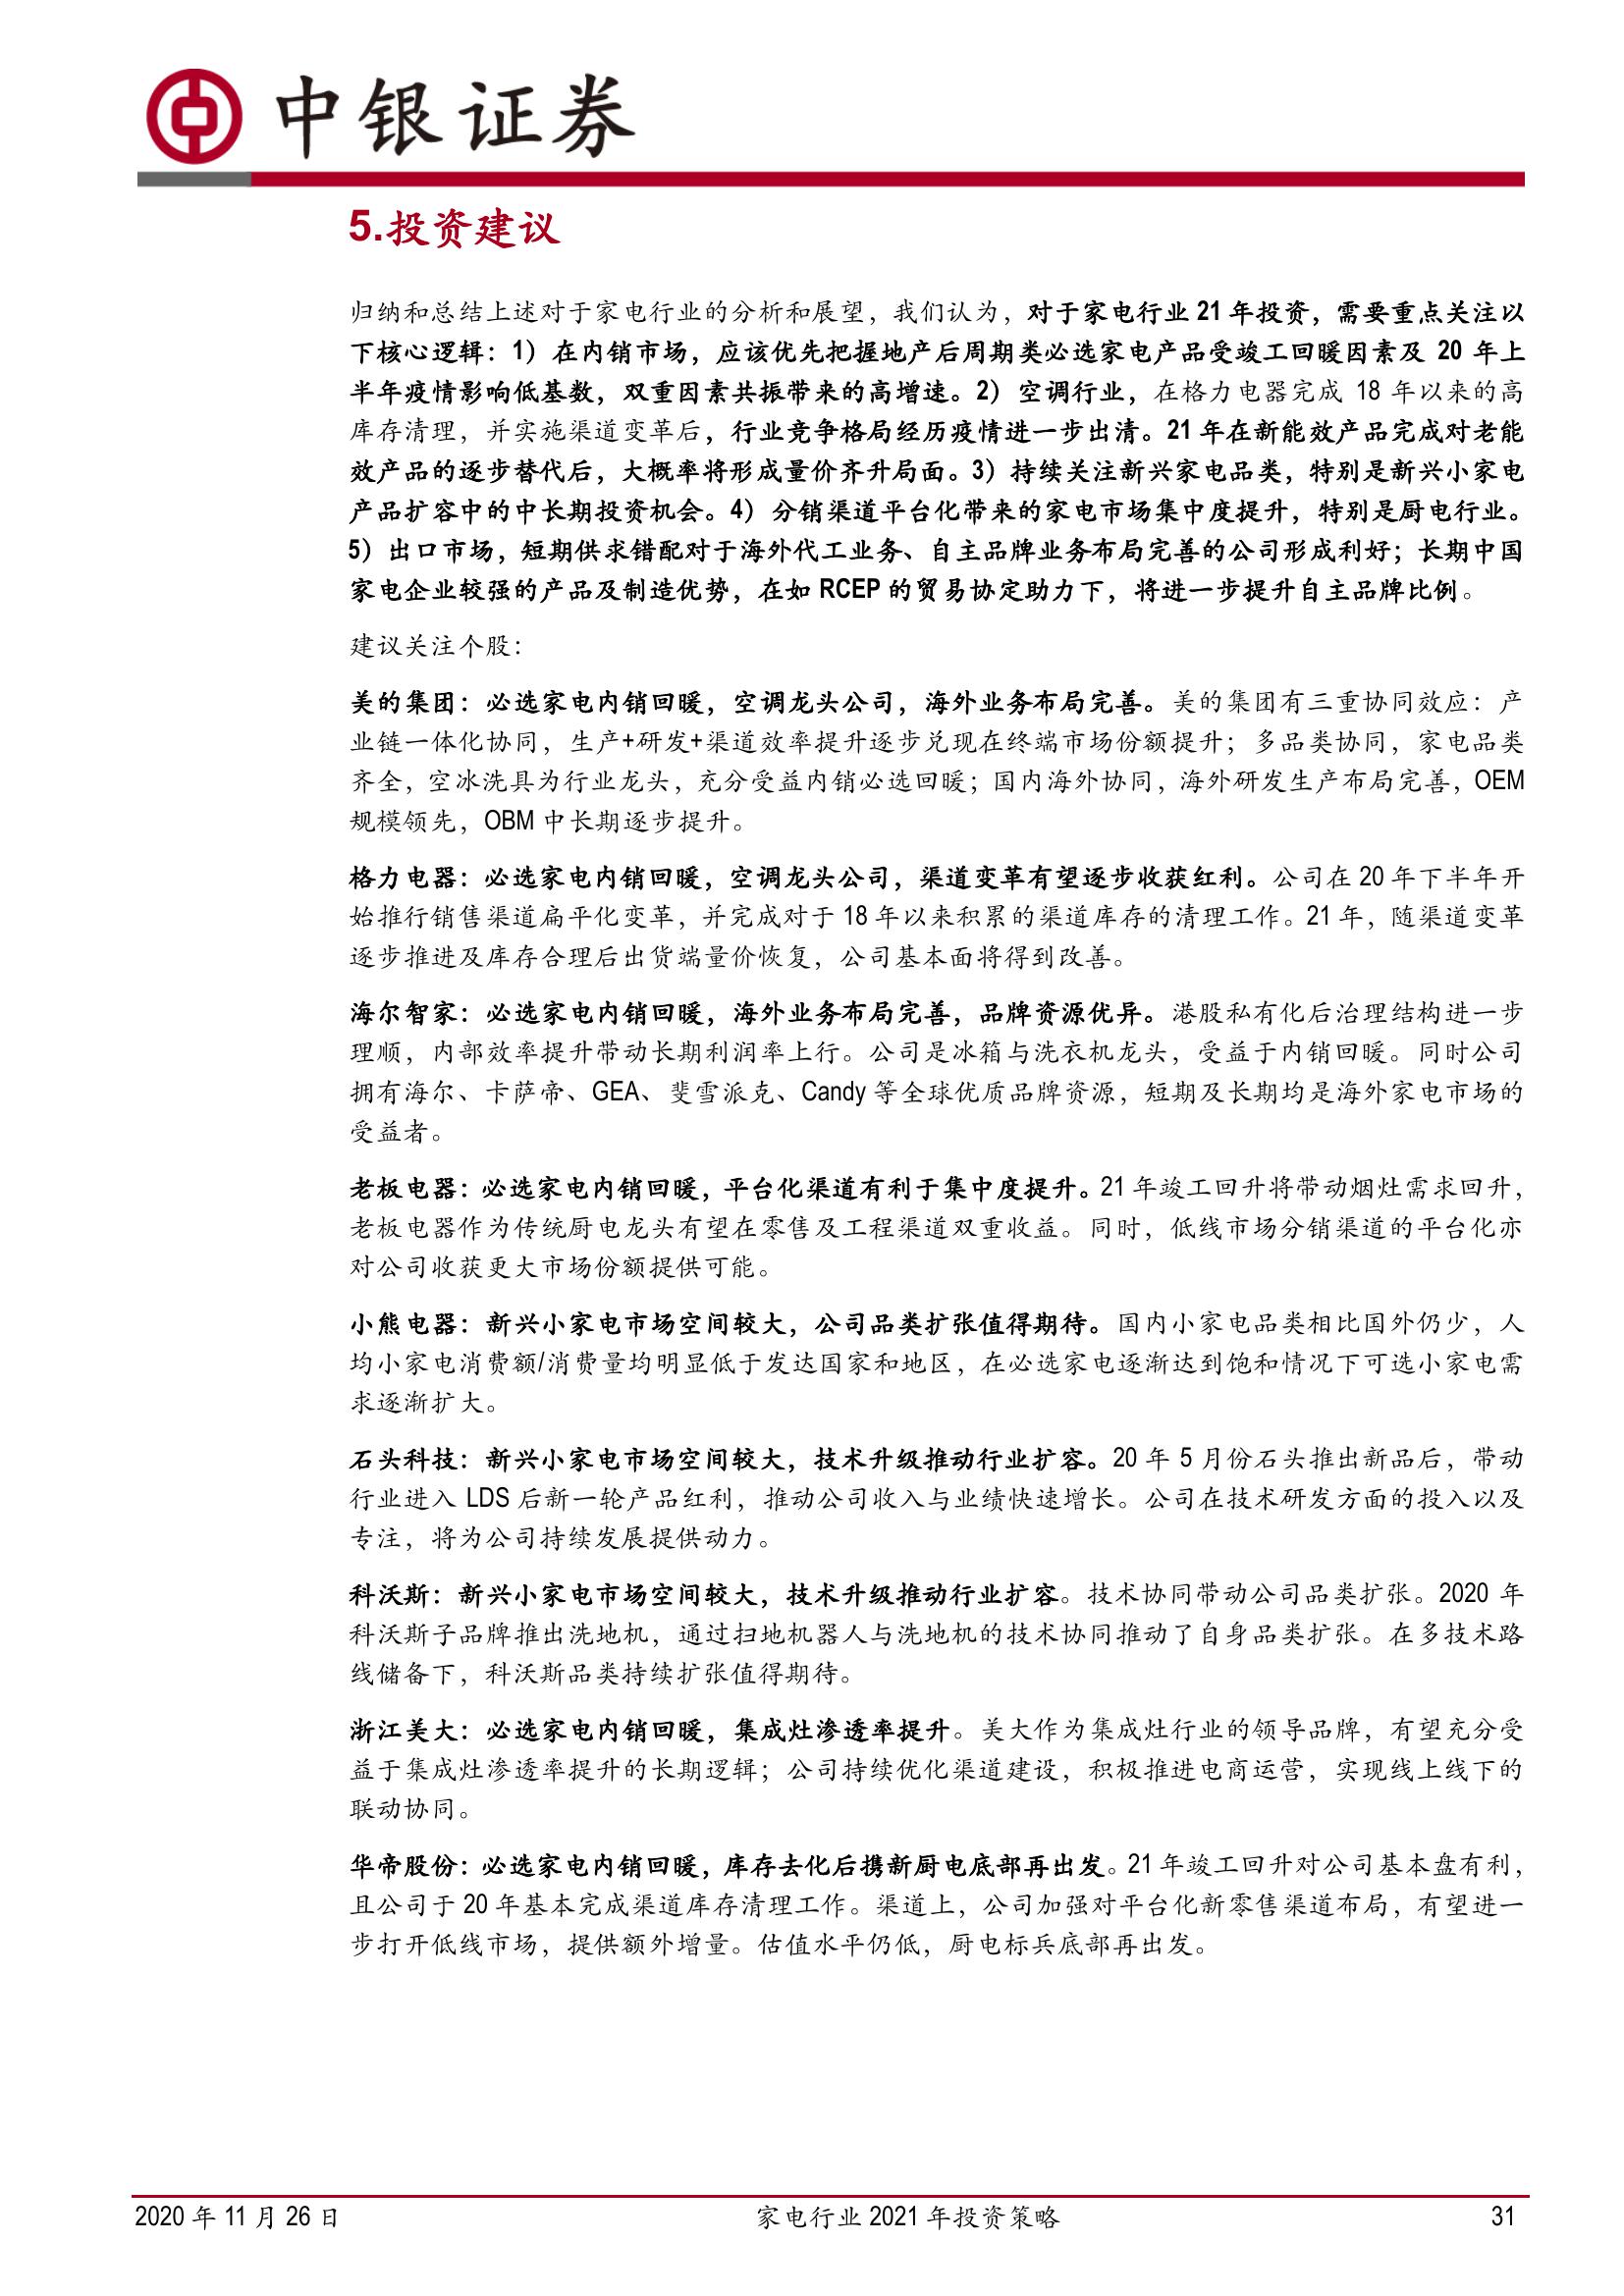 中银证券
5.投资建议
归纳和总结上述对于家电行业的分析和展望，我们认为，对于家电行业 21 年投资，需要重点关注以
下核心逻辑：1）在内销市场，应该优先把握地产后周期类必选家电产品受竣工回暖因素及 20 年上
半年疫情影响低基数，双重因素共振带来的高增速。2）空调行业，在格力电器完成 18 年以来的高
库存清理，并实施渠道变革后，行业竞争格局经历疫情进一步出清。21 年在新能效产品完成对老能
效产品的逐步替代后，大概率将形成量价齐升局面。3）持续关注新兴家电品类，特别是新兴小家电
产品扩容中的中长期投资机会。4）分销渠道平台化带来的家电市场集中度提升，特别是厨电行业。
5）出口市场，短期供求错配对于海外代工业务、自主品牌业务布局完善的公司形成利好；长期中国
家电企业较强的产品及制造优势，在如 RCEP 的贸易协定助力下，将进一步提升自主品牌比例。
建议关注个股：
美的集团：必选家电内销回暖，空调龙头公司，海外业务布局完善。美的集团有三重协同效应：产
业链一体化协同，生产+研发+渠道效率提升逐步兑现在终端市场份额提升；多品类协同，家电品类
齐全，空冰洗具为行业龙头，充分受益内销必选回暖；国内海外协同，海外研发生产布局完善，OEM
规模领先，OBM 中长期逐步提升。
格力电器：必选家电内销回暖，空调龙头公司，渠道变革有望逐步收获红利。公司在 20 年下半年开
始推行销售渠道扁平化变革，并完成对于 18 年以来积累的渠道库存的清理工作。21 年，随渠道变革
逐步推进及库存合理后出货端量价恢复，公司基本面将得到改善。
海尔智家：必选家电内销回暖，海外业务布局完善，品牌资源优异。港股私有化后治理结构进一步
理顺，内部效率提升带动长期利润率上行。公司是冰箱与洗衣机龙头，受益于内销回暖。同时公司
拥有海尔、卡萨帝、GEA、斐雪派克、Candy 等全球优质品牌资源，短期及长期均是海外家电市场的
受益者。
老板电器：必选家电内销回暖，平台化渠道有利于集中度提升。21 年竣工回升将带动烟灶需求回升，
老板电器作为传统厨电龙头有望在零售及工程渠道双重收益。同时，低线市场分销渠道的平台化亦
对公司收获更大市场份额提供可能。
小熊电器：新兴小家电市场空间较大，公司品类扩张值得期待。国内小家电品类相比国外仍少，人
均小家电消费额/消费量均明显低于发达国家和地区，在必选家电逐渐达到饱和情况下可选小家电需
求逐渐扩大。
石头科技：新兴小家电市场空间较大，技术升级推动行业扩容。20 年 5 月份石头推出新品后，带动
行业进入 LDS 后新一轮产品红利，推动公司收入与业绩快速增长。公司在技术研发方面的投入以及
专注，将为公司持续发展提供动力。
科沃斯：新兴小家电市场空间较大，技术升级推动行业扩容。技术协同带动公司品类扩张。2020 年
科沃斯子品牌推出洗地机，通过扫地机器人与洗地机的技术协同推动了自身品类扩张。在多技术路
线储备下，科沃斯品类持续扩张值得期待。
浙江美大：必选家电内销回暖，集成灶渗透率提升。美大作为集成灶行业的领导品牌，有望充分受
益于集成灶渗透率提升的长期逻辑；公司持续优化渠道建设，积极推进电商运营，实现线上线下的
联动协同。
华帝股份：必选家电内销回暖，库存去化后携新厨电底部再出发。21 年竣工回升对公司基本盘有利，
且公司于 20 年基本完成渠道库存清理工作。渠道上，公司加强对平台化新零售渠道布局，有望进一
步打开低线市场，提供额外增量。估值水平仍低，厨电标兵底部再出发。
2020 年 11 月 26 日 家电行业 2021 年投资策略 31